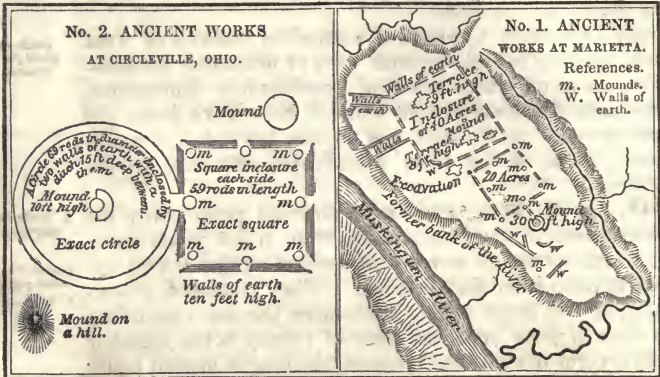 No. 2. ANCIENT WORKS
AT CIRCLEVILLE, OHIO.
Mound
A circle 69 rods in diameter, inclosed by
two walls of earth with a
ditch 15 ft deep between
them
Mound
10ft high
Exact circle
m
m
m
Square inclosure
each side
59 rods in length
m
m
Exact square
m
m
m
Walls of earth
ten feet high.
Mound on
a hill.
No. 1. ANCIENT
WORKS AT MARIETTA.
References.
m. Mounds.
W. Walls of
earth.
Walls of earth
Terrace
9 ft. high
Walls
of earth
Inclosure
of 40 Acres
Walls
Mound
Terrace
high
W
Excavation
m
m
m
20 Acres
m
m
m
m
Mound
30 ft high
W
W
m
m
W
Former bank of the River
Muskingum River